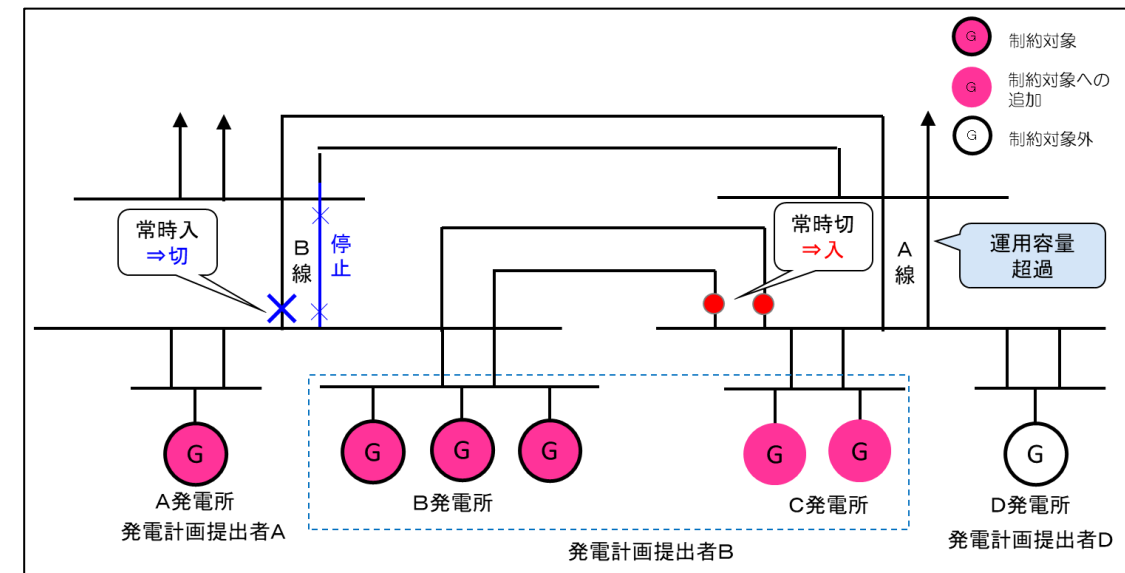 G 制約対象
G 制約対象への
追加
G 制約対象外
常時入
⇒切
B線
停止
常時切
⇒入
A線
運用容量
超過
G
G
G
G
G
G
G
A発電所
発電計画提出者A
B発電所
C発電所
発電計画提出者B
D発電所
発電計画提出者D